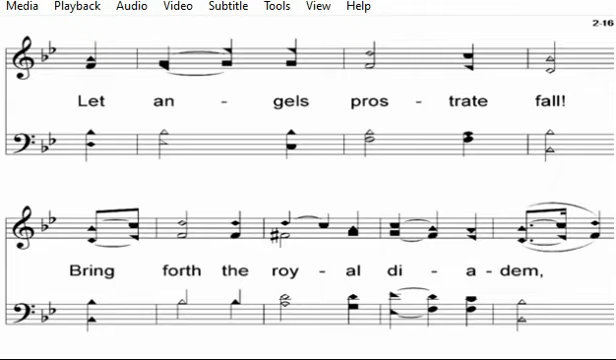 Media Playback Audio Video Subtitle Tools View Help
2-16
Let an - gels pros - trate fall!
Bring forth the roy - al di - a - dem,